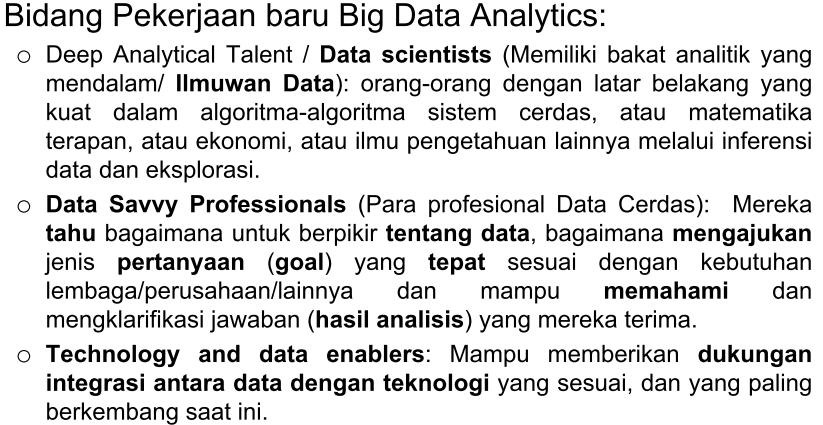 Bidang Pekerjaan baru Big Data Analytics:
o Deep Analytical Talent / Data scientists (Memiliki bakat analitik yang
mendalam/ Ilmuwan Data): orang-orang dengan latar belakang yang
kuat dalam algoritma-algoritma sistem cerdas, atau matematika
terapan, atau ekonomi, atau ilmu pengetahuan lainnya melalui inferensi
data dan eksplorasi.
o Data Savvy Professionals (Para profesional Data Cerdas): Mereka
tahu bagaimana untuk berpikir tentang data, bagaimana mengajukan
jenis pertanyaan (goal) yang tepat sesuai dengan kebutuhan
lembaga/perusahaan/lainnya dan mampu memahami dan
mengklarifikasi jawaban (hasil analisis) yang mereka terima.
o Technology and data enablers: Mampu memberikan dukungan
integrasi antara data dengan teknologi yang sesuai, dan yang paling
berkembang saat ini.